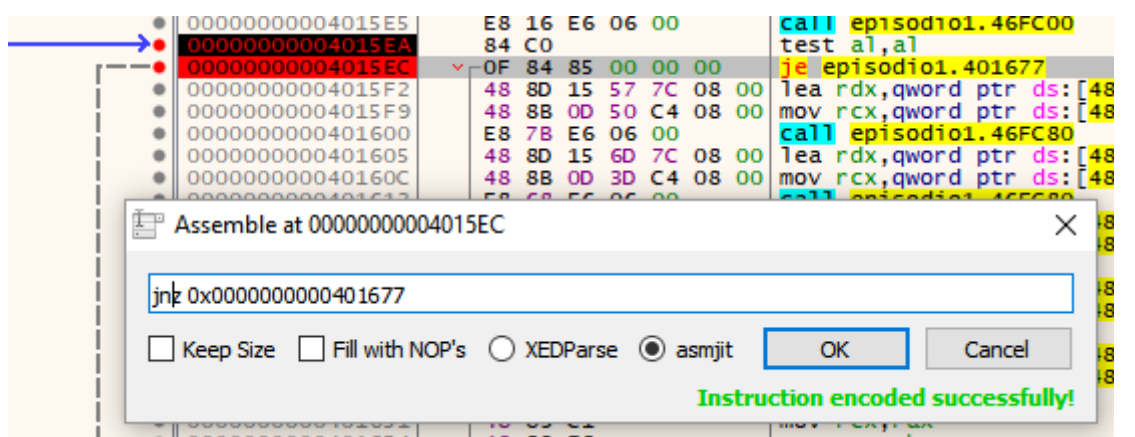 00000000004015E5 E8 16 E6 06 00 call episodio1.46FC00
00000000004015EA 84 C0 test al,al
00000000004015EC 0F 84 85 00 00 00 je episodio1.401677
00000000004015F2 48 8D 15 57 7C 08 00 lea rdx,qword ptr ds:[48
00000000004015F9 48 8B 0D 50 C4 08 00 mov rcx,qword ptr ds:[48
0000000000401600 E8 7B E6 06 00 call episodio1.46FC80
0000000000401605 48 8D 15 6D 7C 08 00 lea rdx,qword ptr ds:[48
000000000040160C 48 8B 0D 3D C4 08 00 mov rcx,qword ptr ds:[48
Assemble at 00000000004015EC
jnz 0x0000000000401677
Keep Size Fill with NOP's XEDParse asmjit OK Cancel
Instruction encoded successfully!